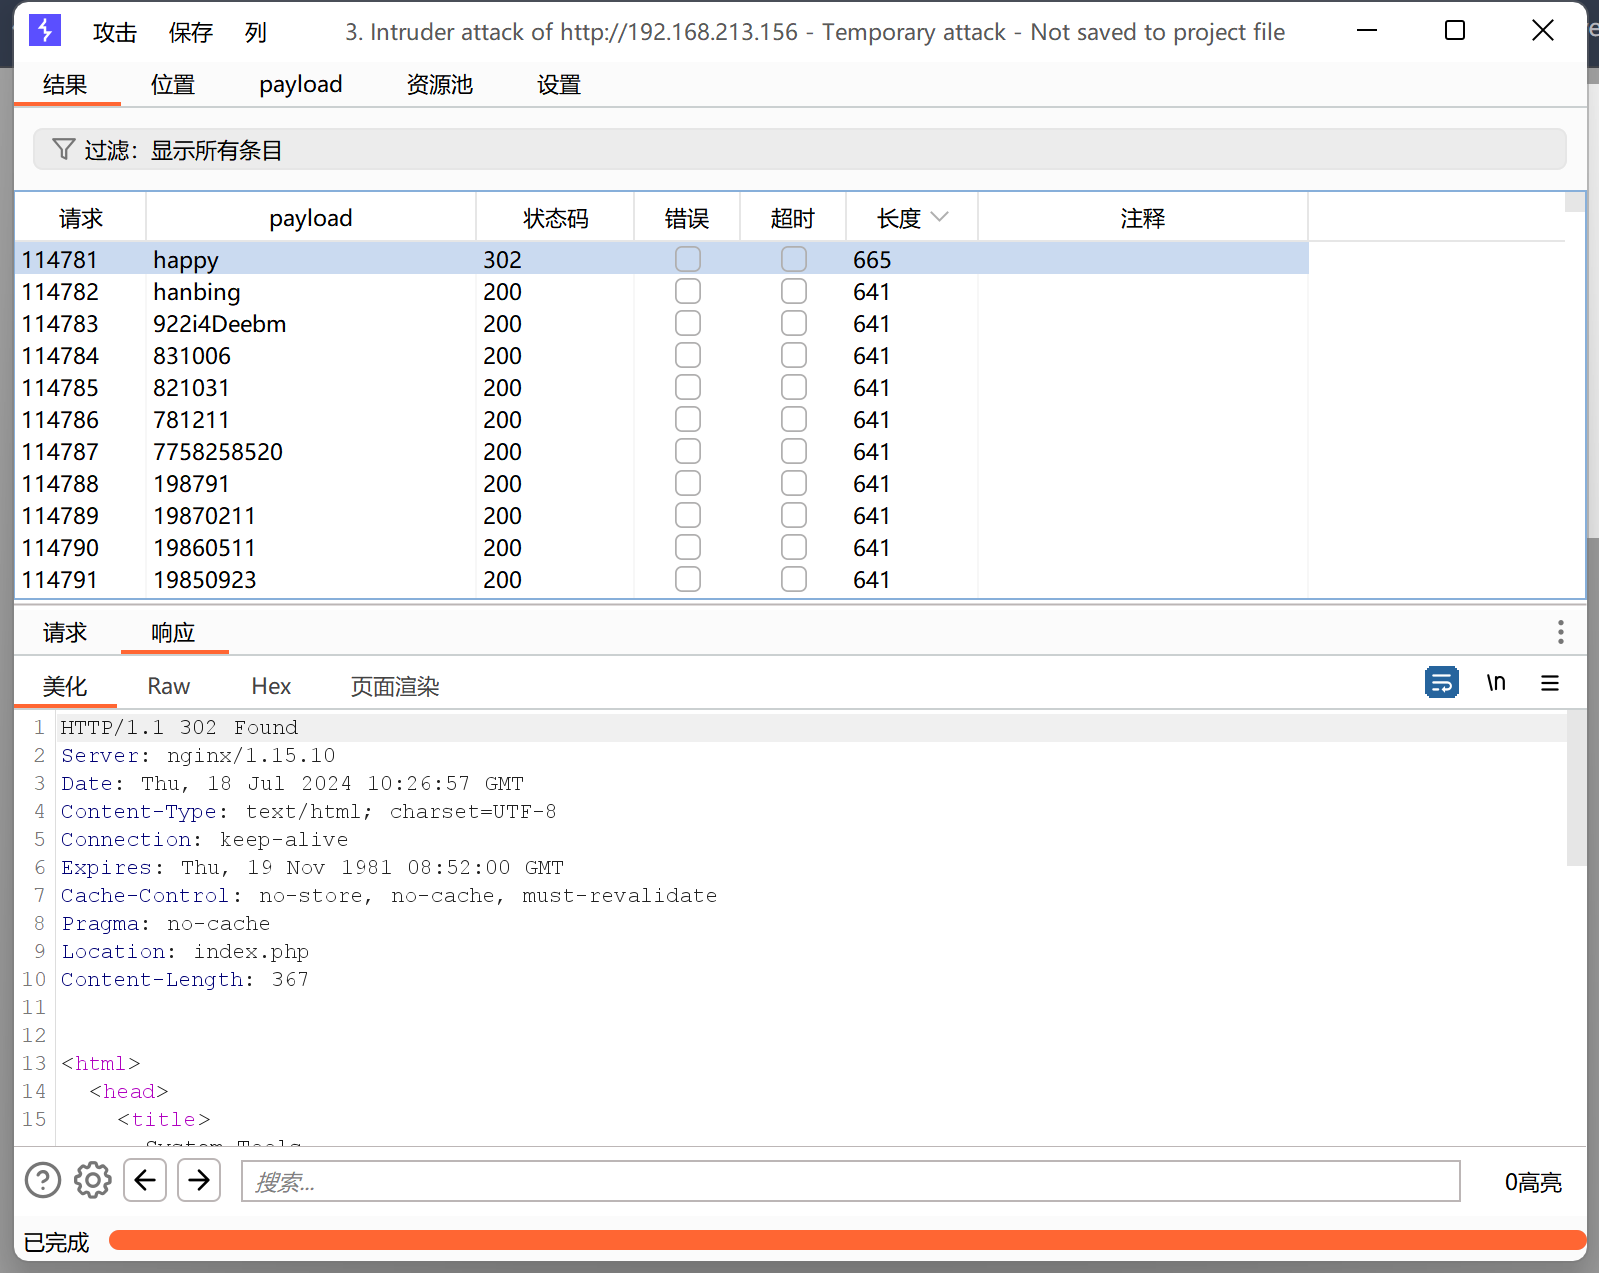 攻击 保存 列 3. Intruder attack of http://192.168.213.156 - Temporary attack - Not saved to project file
结果 位置 payload 资源池 设置
过滤：显示所有条目
请求 payload 状态码 错误 超时 长度 注释
114781 happy 302 665
114782 hanbing 200 641
114783 922i4Deebm 200 641
114784 831006 200 641
114785 821031 200 641
114786 781211 200 641
114787 7758258520 200 641
114788 198791 200 641
114789 19870211 200 641
114790 19860511 200 641
114791 19850923 200 641
请求 响应
美化 Raw Hex 页面渲染 \n
1 HTTP/1.1 302 Found
2 Server: nginx/1.15.10
3 Date: Thu, 18 Jul 2024 10:26:57 GMT
4 Content-Type: text/html; charset=UTF-8
5 Connection: keep-alive
6 Expires: Thu, 19 Nov 1981 08:52:00 GMT
7 Cache-Control: no-store, no-cache, must-revalidate
8 Pragma: no-cache
9 Location: index.php
10 Content-Length: 367
11
12
13 <html>
14 <head>
15 <title>
System Tools
搜索... 0高亮
已完成